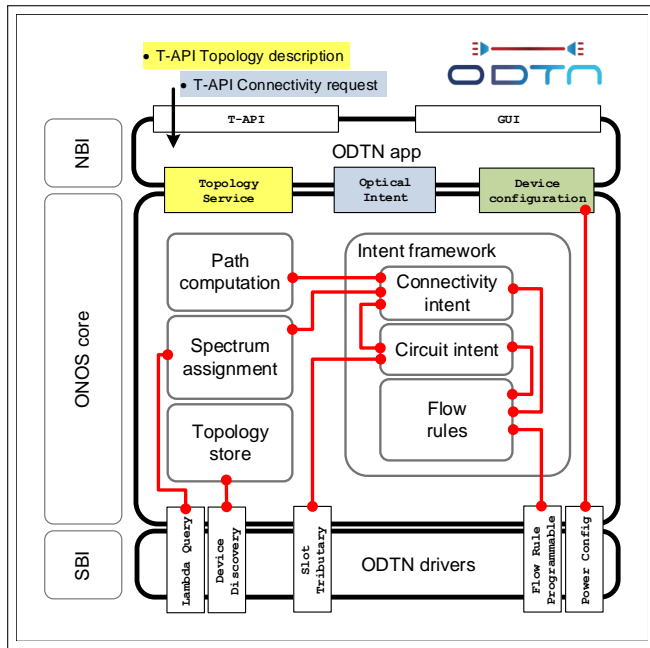 • T-API Topology description
• T-API Connectivity request
ODTN
T-API
GUI
NBI
ODTN app
Topology
Service
Optical
Intent
Device
configuration
ONOS core
Path
computation
Intent framework
Connectivity
intent
Spectrum
assignment
Circuit intent
Topology
store
Flow
rules
SBI
Lambda Query
Device
Discovery
Slot
Tributary
ODTN drivers
Flow Rule
Programmable
Power Config